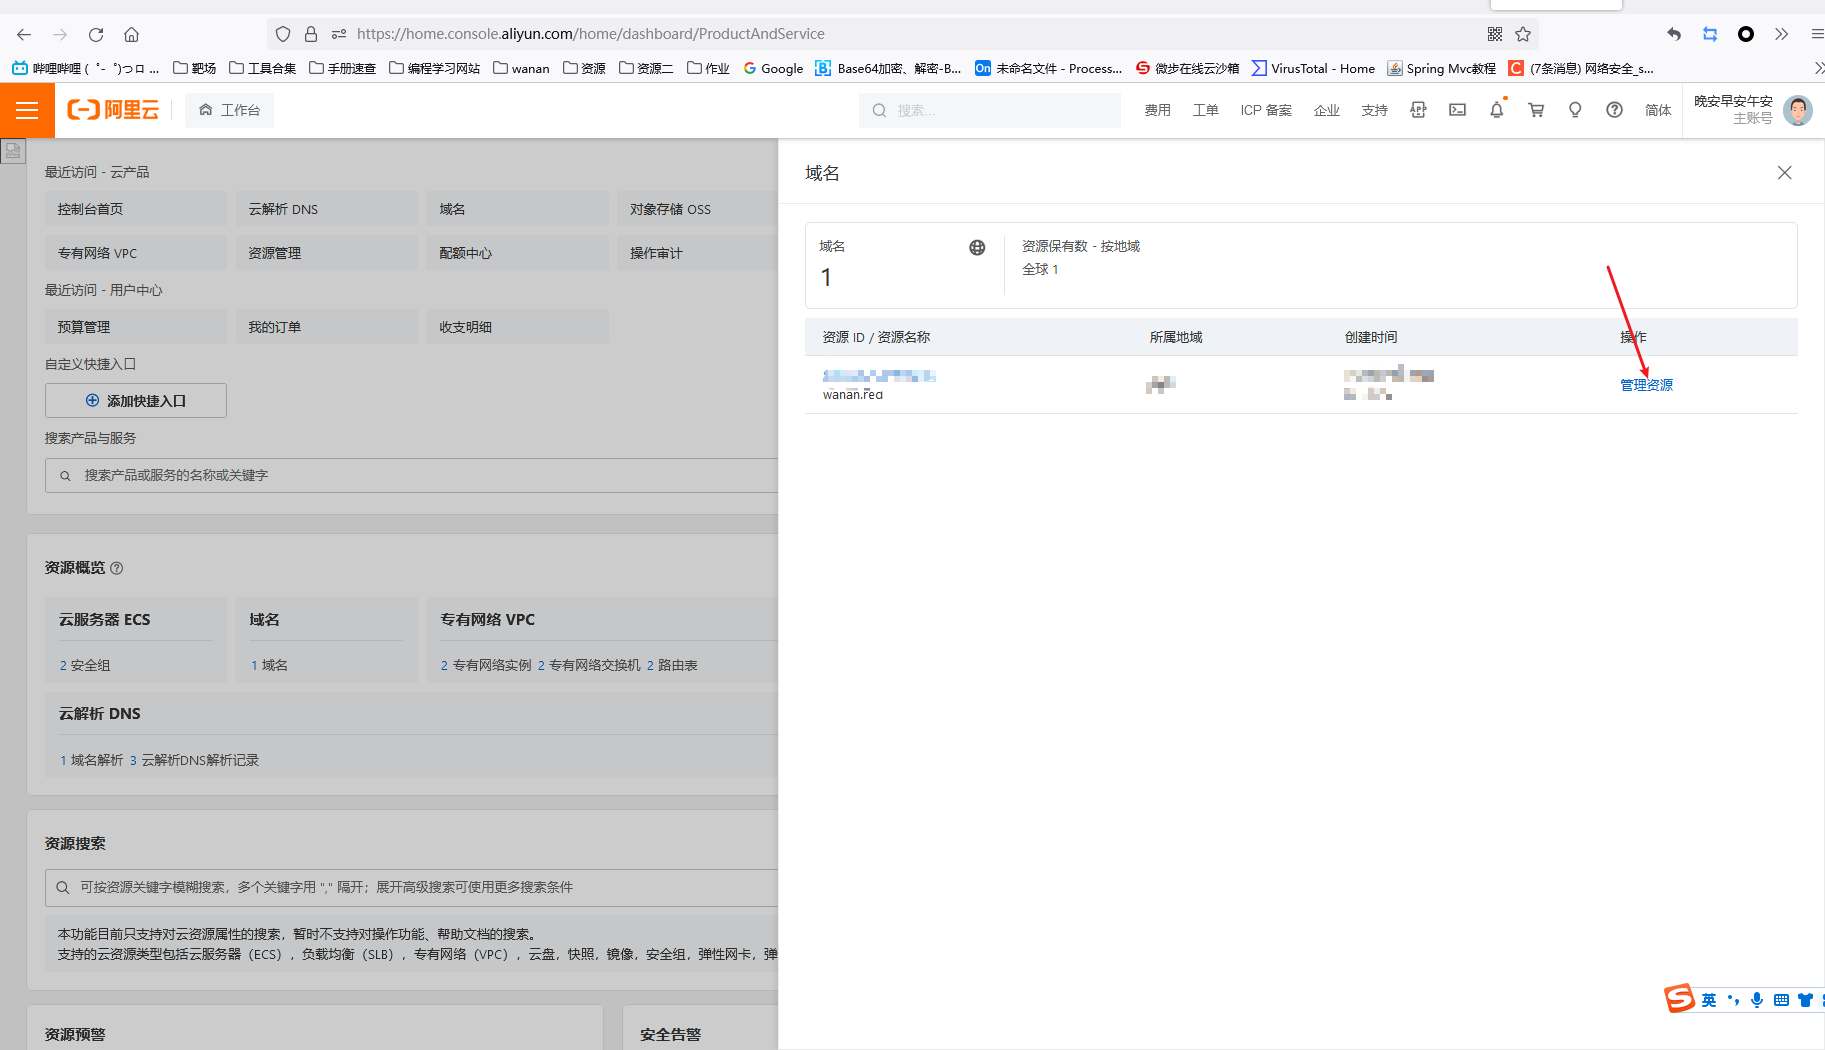 https://home.console.aliyun.com/home/dashboard/ProductAndService
哔哩哔哩 ( ゜- ゜)つロ ...
靶场
工具合集
手册速查
编程学习网站
wanan
资源
资源二
作业
Google
Base64加密、解密-B...
On 未命名文件 - Process...
微步在线云沙箱
VirusTotal - Home
Spring Mvc教程
(7条消息) 网络安全_s...
阿里云
工作台
搜索...
费用
工单
ICP 备案
企业
支持
简体
晚安早安午安
主账号
最近访问 - 云产品
控制台首页
云解析 DNS
域名
对象存储 OSS
专有网络 VPC
资源管理
配额中心
操作审计
最近访问 - 用户中心
预算管理
我的订单
收支明细
自定义快捷入口
添加快捷入口
搜索产品与服务
搜索产品或服务的名称或关键字
资源概览
云服务器 ECS
域名
专有网络 VPC
2 安全组
1 域名
2 专有网络实例 2 专有网络交换机 2 路由表
云解析 DNS
1 域名解析 3 云解析DNS解析记录
资源搜索
可按资源关键字模糊搜索，多个关键字用 "," 隔开；展开高级搜索可使用更多搜索条件
本功能目前只支持对云资源属性的搜索，暂时不支持对操作功能、帮助文档的搜索。
支持的云资源类型包括云服务器（ECS），负载均衡（SLB），专有网络（VPC），云盘，快照，镜像，安全组，弹性网卡，弹
资源预警
安全告警
域名
域名
1
资源保有数 - 按地域
全球 1
资源 ID / 资源名称
所属地域
创建时间
操作
wanan.red
管理资源
英